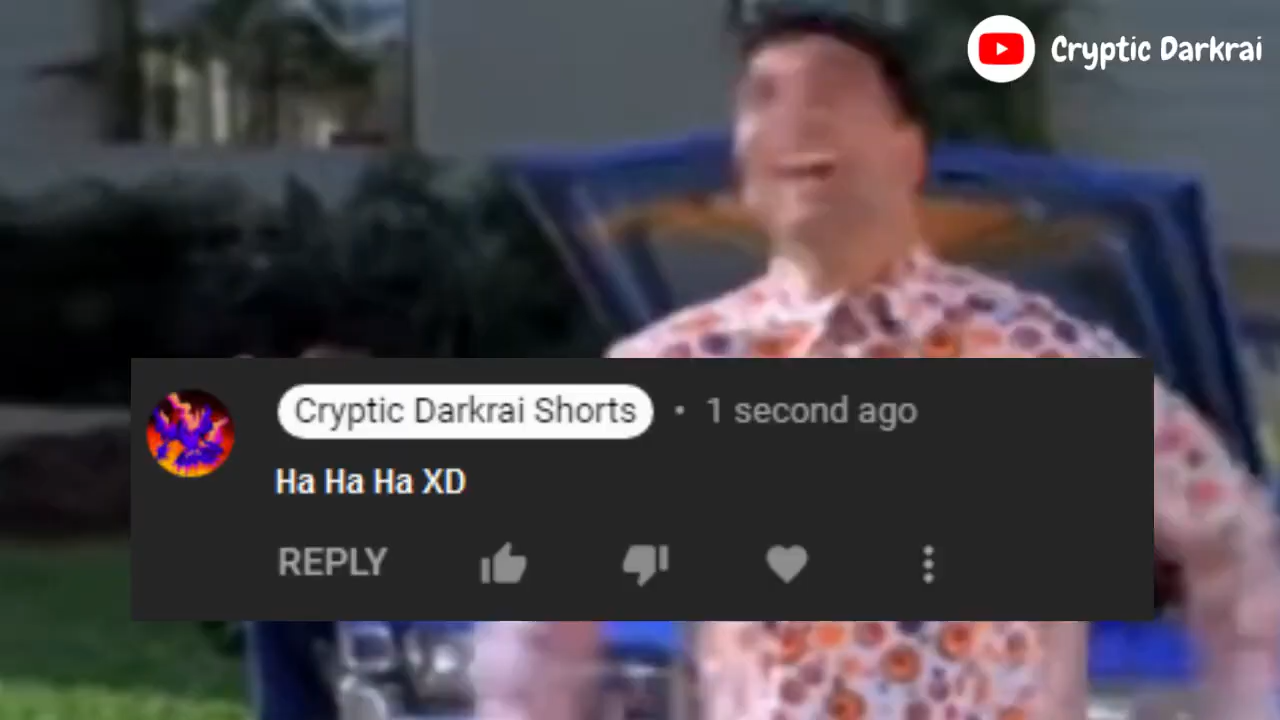 Cryptic Darkrai
Cryptic Darkrai Shorts • 1 second ago
Ha Ha Ha XD
REPLY